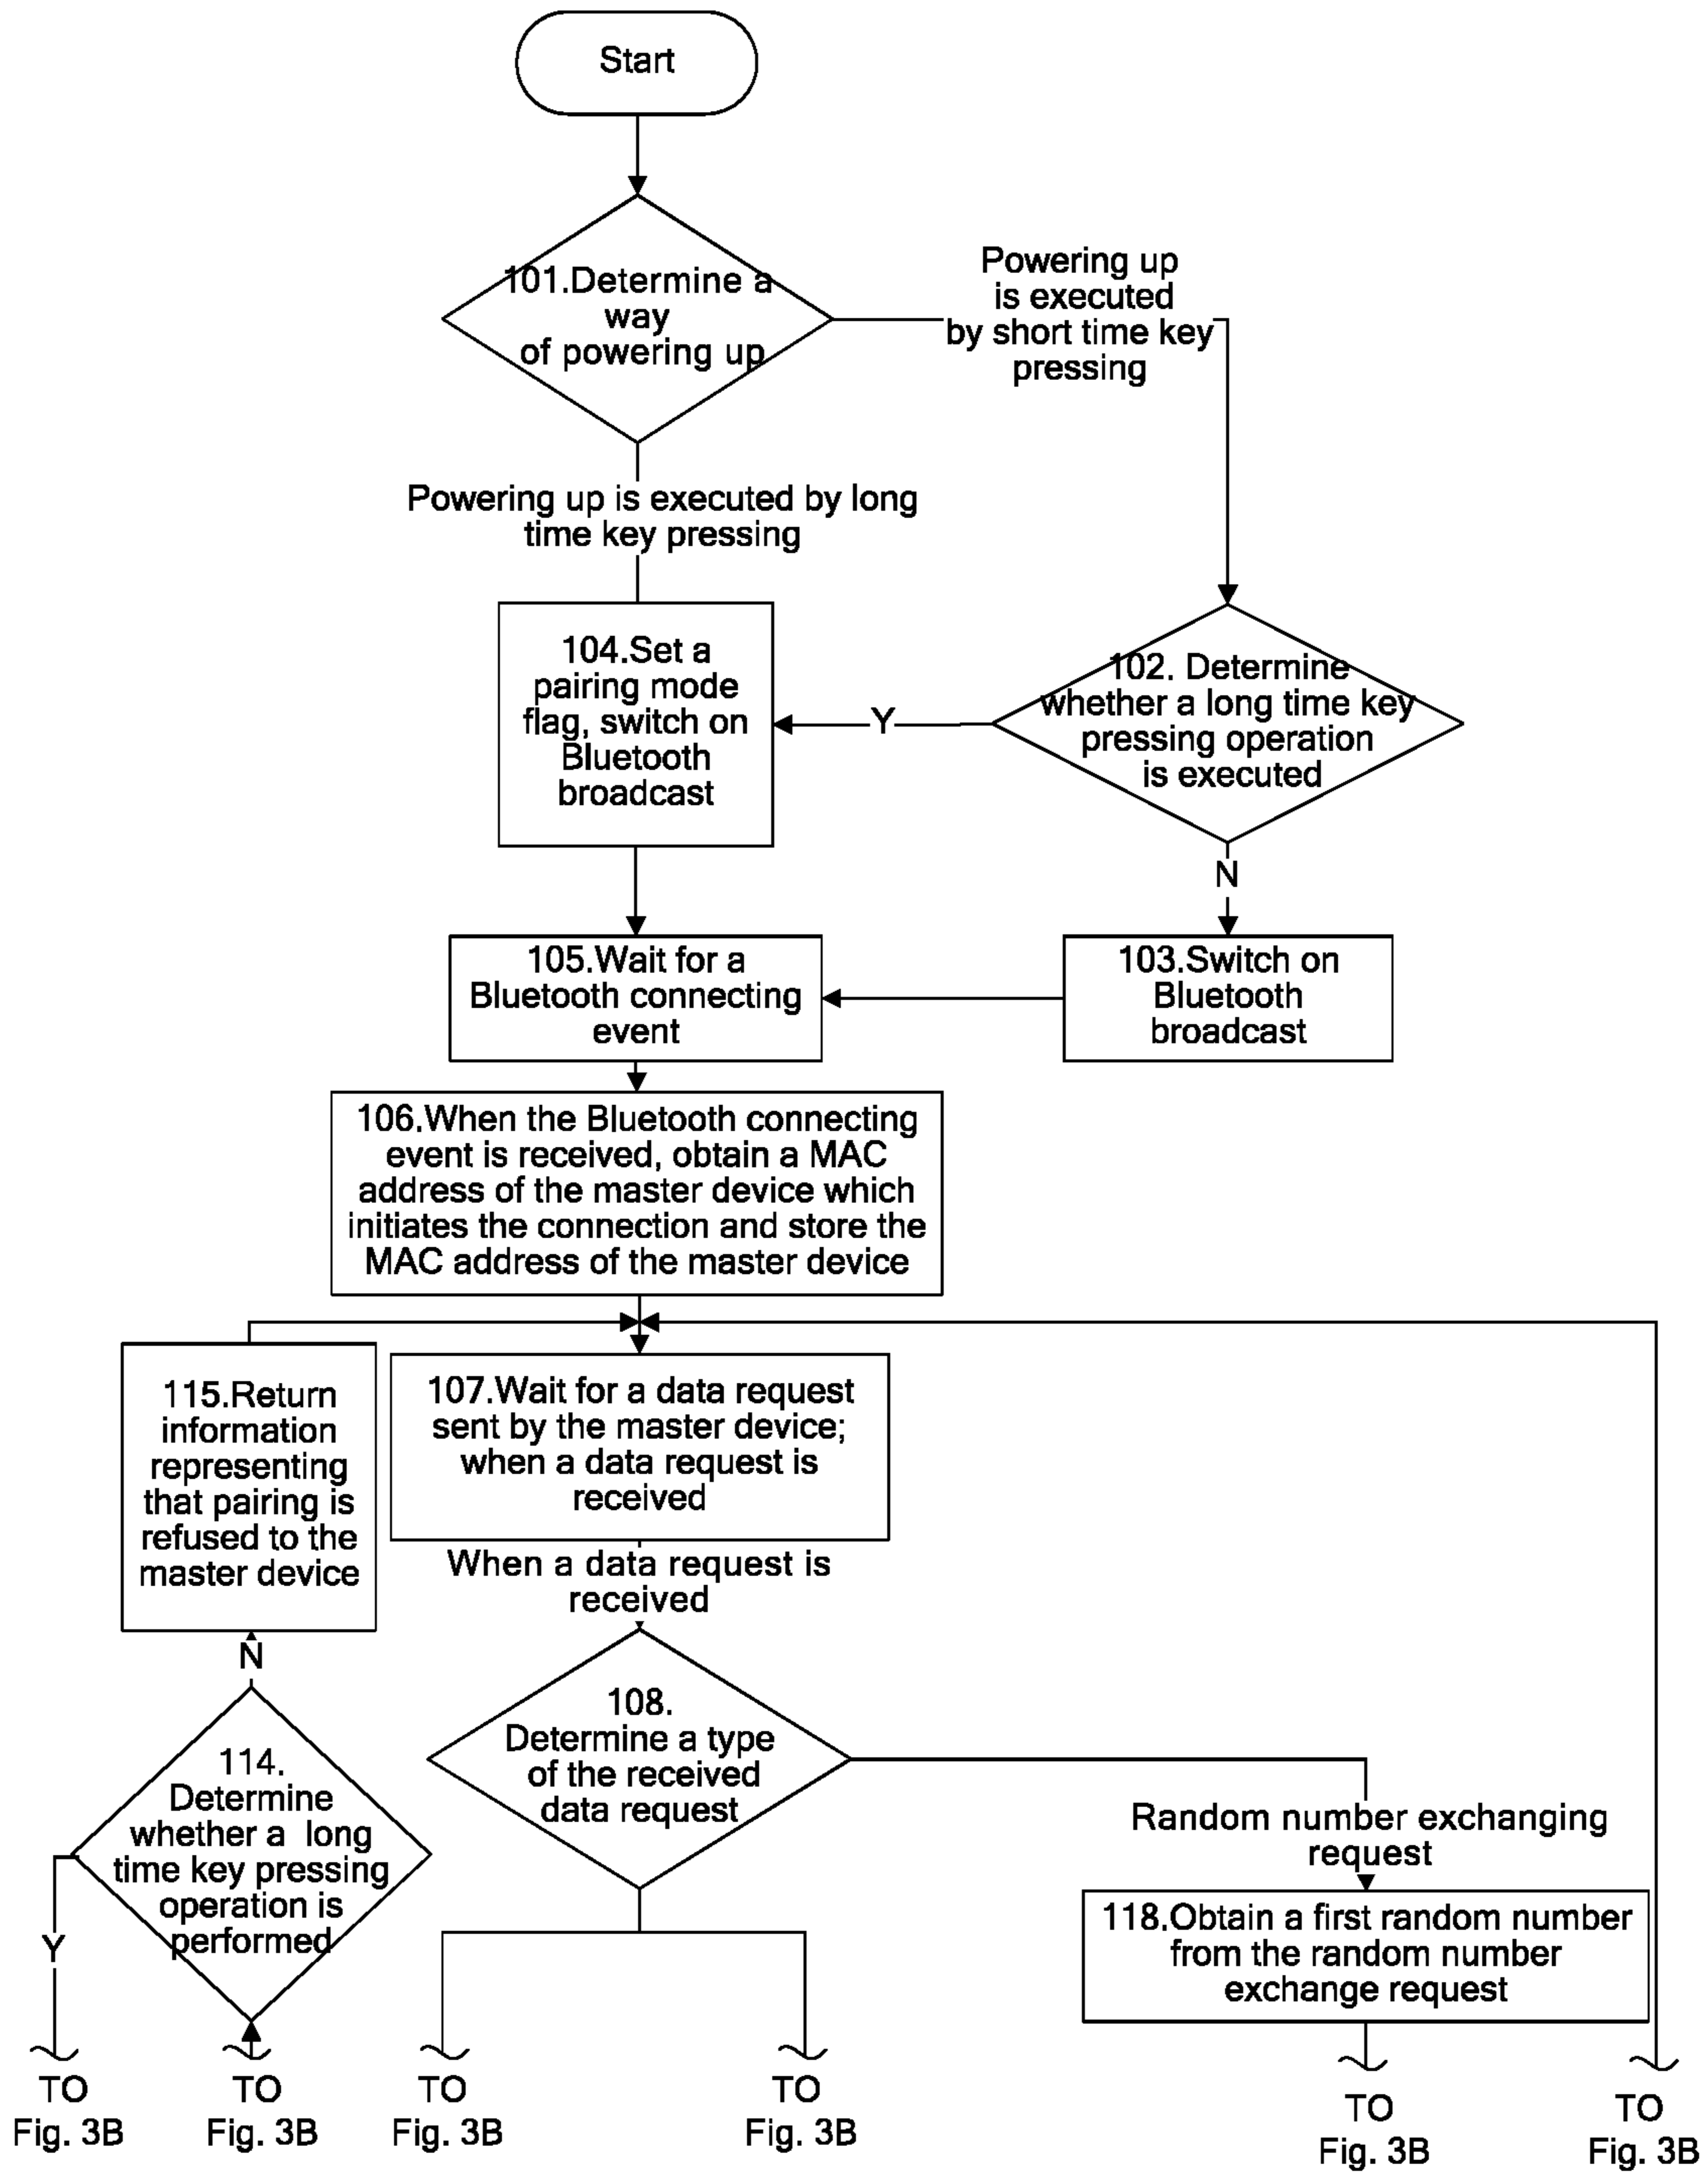 Start
101.Determine a
way
of powering up
Powering up
is executed
by short time key
pressing
Powering up is executed by long
time key pressing
104.Set a
pairing mode
flag, switch on
Bluetooth
broadcast
Y
102. Determine
whether a long time key
pressing operation
is executed
N
105.Wait for a
Bluetooth connecting
event
103.Switch on
Bluetooth
broadcast
106.When the Bluetooth connecting
event is received, obtain a MAC
address of the master device which
initiates the connection and store the
MAC address of the master device
115.Return
information
representing
that pairing is
refused to the
master device
107.Wait for a data request
sent by the master device;
when a data request is
received
When a data request is
received
N
108.
Determine a type
of the received
data request
114.
Determine
whether a  long
time key pressing
operation is
performed
Y
Random number exchanging
request
118.Obtain a first random number
from the random number
exchange request
TO
Fig. 3B
TO
Fig. 3B
TO
Fig. 3B
TO
Fig. 3B
TO
Fig. 3B
TO
Fig. 3B